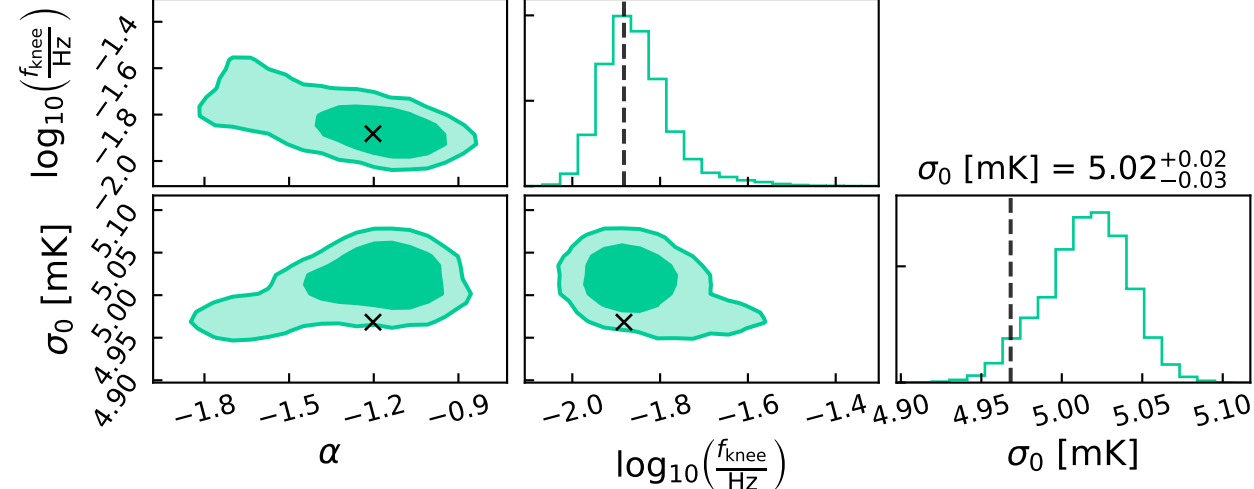 log₁₀(f_knee/Hz)
−1.4
−1.6
−1.8
−2.0
σ₀ [mK] = 5.02 +0.02 −0.03
σ₀ [mK]
5.10
5.05
5.00
4.95
4.90
−1.8 −1.5 −1.2 −0.9
−2.0 −1.8 −1.6 −1.4
4.90 4.95 5.00 5.05 5.10
α
log₁₀(f_knee/Hz)
σ₀ [mK]